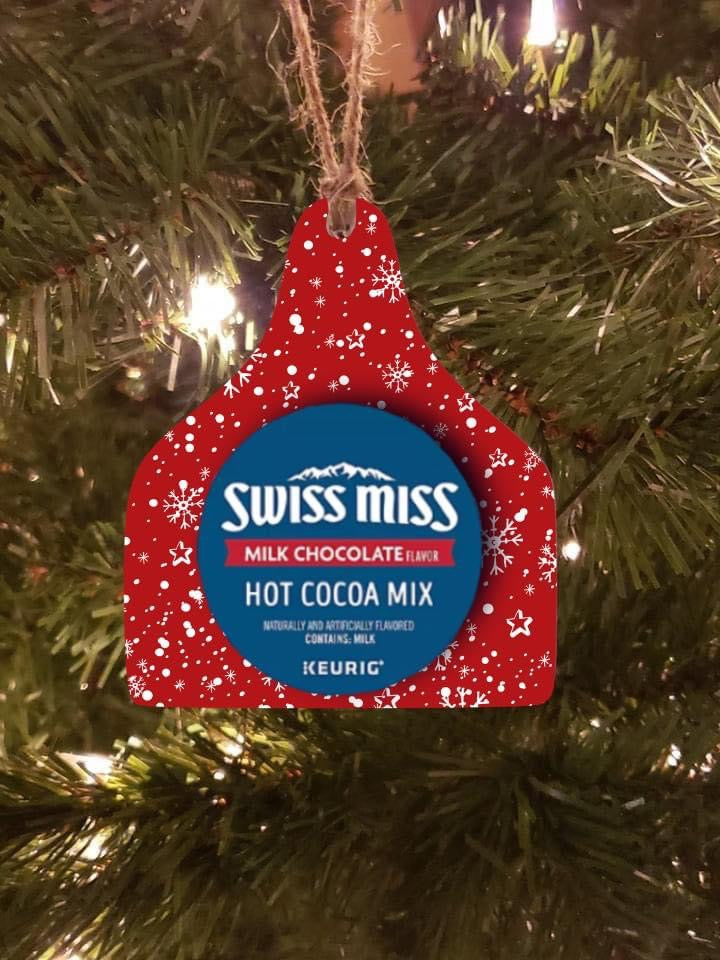 SWISS MISS
MILK CHOCOLATE FLAVOR
HOT COCOA MIX
NATURALLY AND ARTIFICIALLY FLAVORED
CONTAINS: MILK
KEURIG®